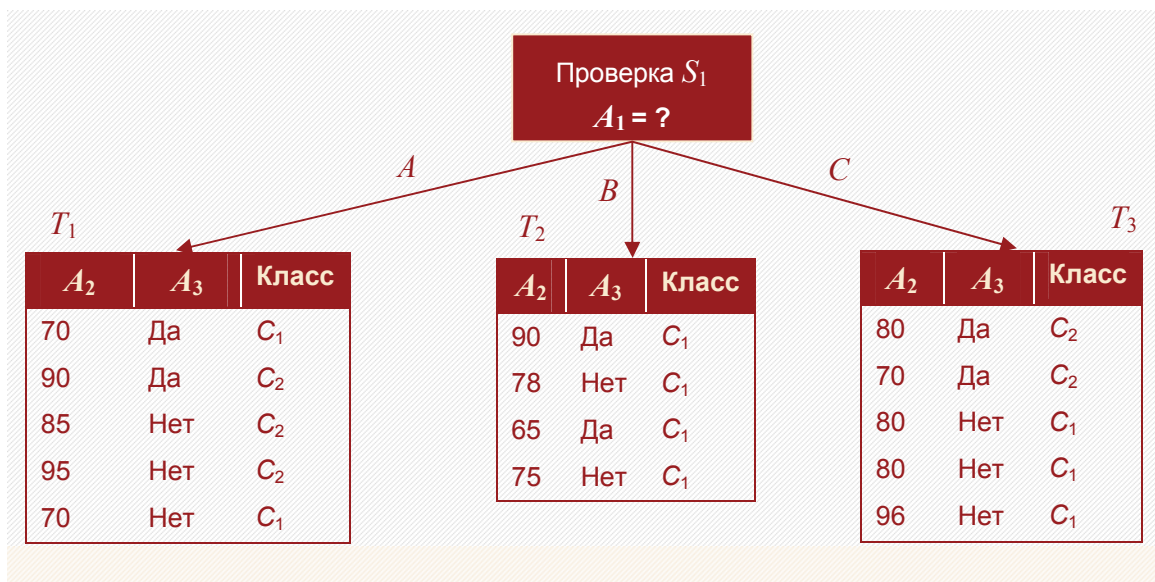 Проверка S₁
A₁ = ?
A
B
C
T₁
T₂
T₃
A₂ A₃ Класс
70 Да C₁
90 Да C₂
85 Нет C₂
95 Нет C₂
70 Нет C₁
A₂ A₃ Класс
90 Да C₁
78 Нет C₁
65 Да C₁
75 Нет C₁
A₂ A₃ Класс
80 Да C₂
70 Да C₂
80 Нет C₁
80 Нет C₁
96 Нет C₁